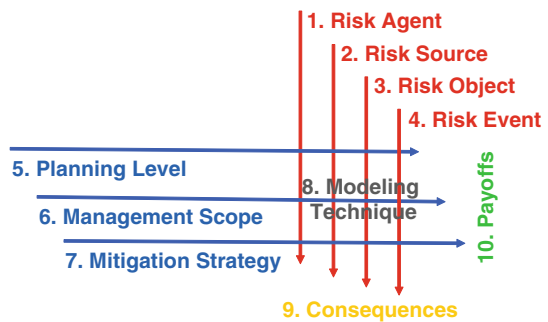 1. Risk Agent
2. Risk Source
3. Risk Object
4. Risk Event
5. Planning Level
8. Modeling
Technique
6. Management Scope
7. Mitigation Strategy
10. Payoffs
9. Consequences